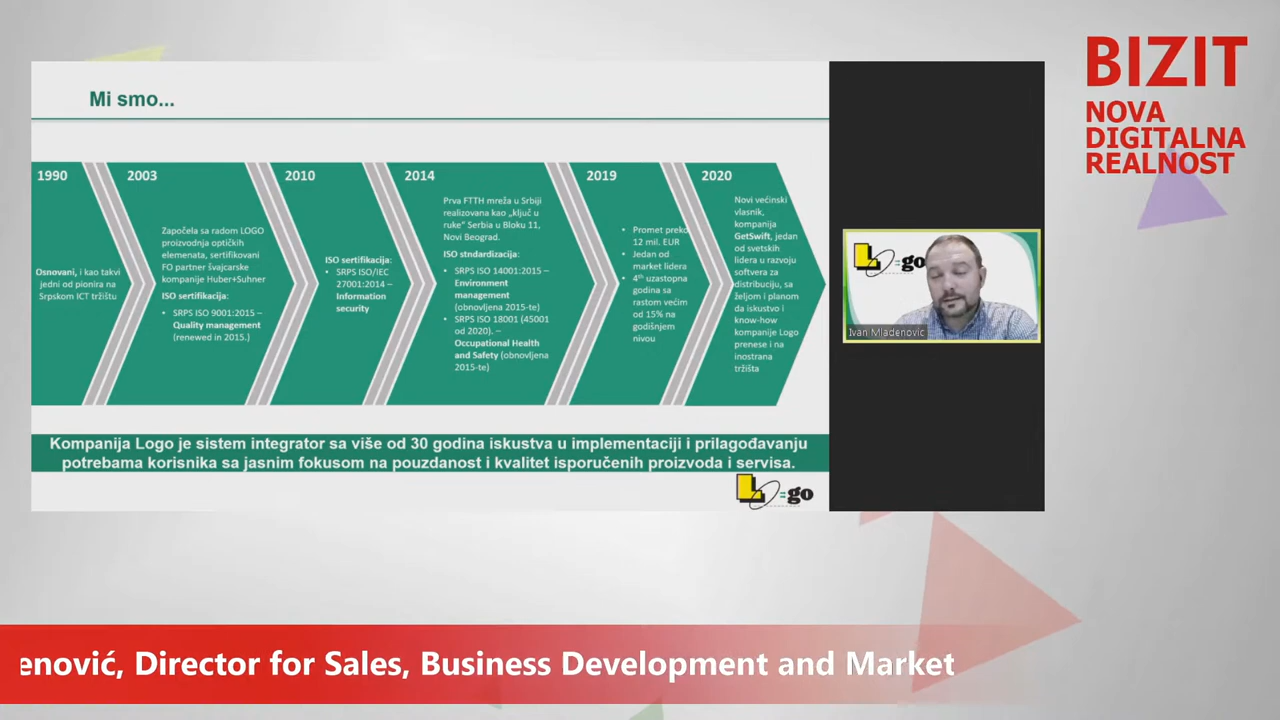 BIZIT
NOVA
DIGITALNA
REALNOST
Mi smo...
1990
Osnovani, i kao takvi
jedni od pionira na
Srpskom ICT tržištu
2003
Započela sa radom LOGO
proizvodnja optičkih
elemenata, sertifikovani
FO partner švajcarske
kompanije Huber+Suhner
ISO sertifikacija:
• SRPS ISO 9001:2015 –
Quality management
(renewed in 2015.)
2010
ISO sertifikacija:
• SRPS ISO/IEC
27001:2014 –
Information
security
2014
Prva FTTH mreža u Srbiji
realizovana kao „ključ u
ruke“ Serbia u Bloku 11,
Novi Beograd.
ISO stndardizacija:
• SRPS ISO 14001:2015 –
Environment
management
(obnovljena 2015-te)
• SRPS ISO 18001 (45001
od 2020). –
Occupational Health
and Safety (obnovljena
2015-te)
2019
• Promet preko
12 mil. EUR
• Jedan od
market lidera
• 4th uzastopna
godina sa
rastom većim
od 15% na
godišnjem
nivou
2020
Novi većinski
vlasnik,
kompanija
GetSwift, jedan
od svetskih
lidera u razvoju
softvera za
distribuciju, sa
željom i planom
da iskustvo i
know-how
kompanije Logo
prenese i na
inostrana
tržišta
Kompanija Logo je sistem integrator sa više od 30 godina iskustva u implementaciji i prilagođavanju
potrebama korisnika sa jasnim fokusom na pouzdanost i kvalitet isporučenih proizvoda i servisa.
L=go
L=go
Ivan Mladenovic
enović, Director for Sales, Business Development and Market